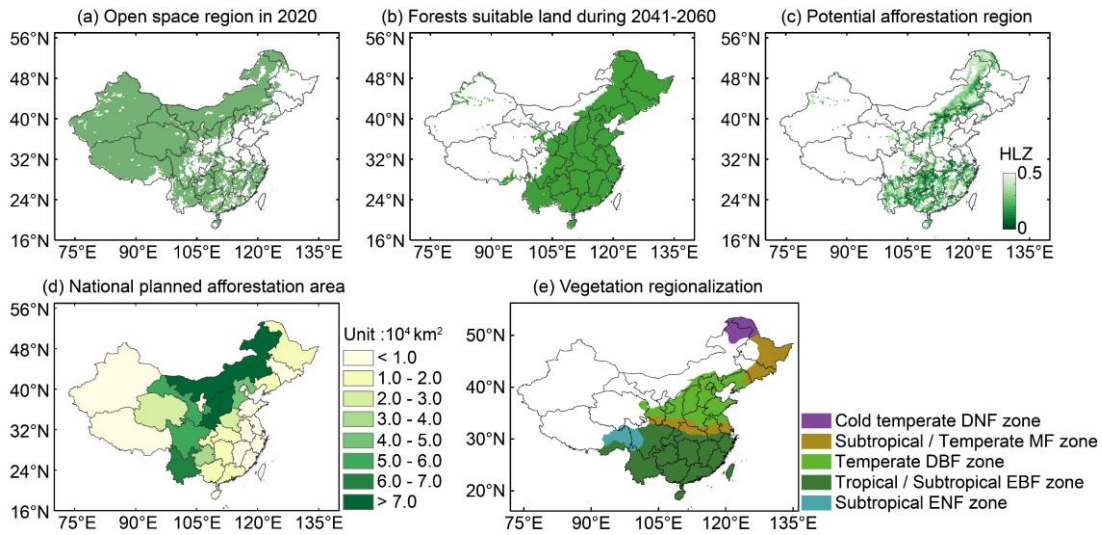 (a) Open space region in 2020
(b) Forests suitable land during 2041-2060
(c) Potential afforestation region
56°N
48°N
40°N
32°N
24°N
16°N
75°E
90°E
105°E
120°E
135°E
56°N
48°N
40°N
32°N
24°N
16°N
75°E
90°E
105°E
120°E
135°E
56°N
48°N
40°N
32°N
24°N
16°N
75°E
90°E
105°E
120°E
135°E
HLZ
0.5
0
(d) National planned afforestation area
(e) Vegetation regionalization
56°N
48°N
40°N
32°N
24°N
16°N
75°E
90°E
105°E
120°E
135°E
Unit :10⁴ km²
< 1.0
1.0 - 2.0
2.0 - 3.0
3.0 - 4.0
4.0 - 5.0
5.0 - 6.0
6.0 - 7.0
> 7.0
50°N
40°N
30°N
20°N
75°E
90°E
105°E
120°E
135°E
Cold temperate DNF zone
Subtropical / Temperate MF zone
Temperate DBF zone
Tropical / Subtropical EBF zone
Subtropical ENF zone